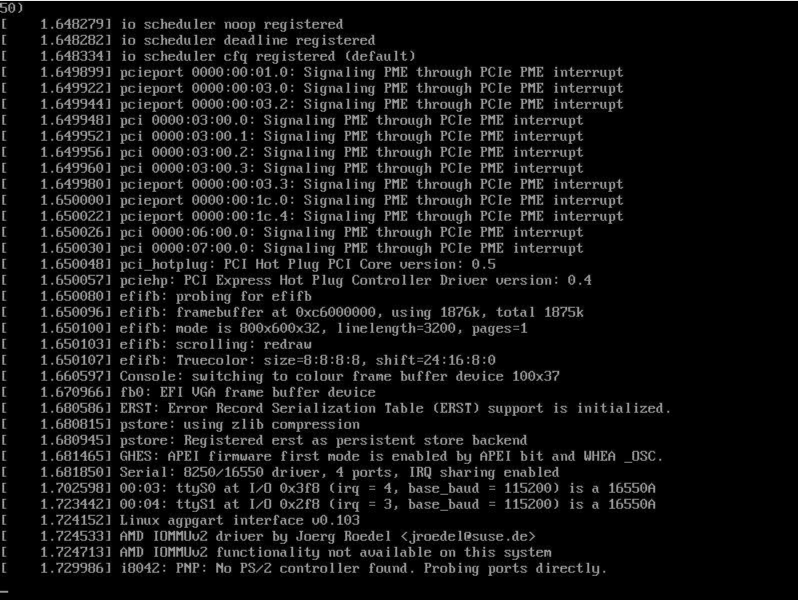 50)
[    1.648279] io scheduler noop registered
[    1.648282] io scheduler deadline registered
[    1.648334] io scheduler cfq registered (default)
[    1.649899] pcieport 0000:00:01.0: Signaling PME through PCIe PME interrupt
[    1.649922] pcieport 0000:00:03.0: Signaling PME through PCIe PME interrupt
[    1.649944] pcieport 0000:00:03.2: Signaling PME through PCIe PME interrupt
[    1.649948] pci 0000:03:00.0: Signaling PME through PCIe PME interrupt
[    1.649952] pci 0000:03:00.1: Signaling PME through PCIe PME interrupt
[    1.649956] pci 0000:03:00.2: Signaling PME through PCIe PME interrupt
[    1.649960] pci 0000:03:00.3: Signaling PME through PCIe PME interrupt
[    1.649980] pcieport 0000:00:03.3: Signaling PME through PCIe PME interrupt
[    1.650000] pcieport 0000:00:1c.0: Signaling PME through PCIe PME interrupt
[    1.650022] pcieport 0000:00:1c.4: Signaling PME through PCIe PME interrupt
[    1.650026] pci 0000:06:00.0: Signaling PME through PCIe PME interrupt
[    1.650030] pci 0000:07:00.0: Signaling PME through PCIe PME interrupt
[    1.650048] pci_hotplug: PCI Hot Plug PCI Core version: 0.5
[    1.650057] pciehp: PCI Express Hot Plug Controller Driver version: 0.4
[    1.650080] efifb: probing for efifb
[    1.650096] efifb: framebuffer at 0xc6000000, using 1876k, total 1875k
[    1.650100] efifb: mode is 800x600x32, linelength=3200, pages=1
[    1.650103] efifb: scrolling: redraw
[    1.650107] efifb: Truecolor: size=8:8:8:8, shift=24:16:8:0
[    1.660597] Console: switching to colour frame buffer device 100x37
[    1.670966] fb0: EFI VGA frame buffer device
[    1.680586] ERST: Error Record Serialization Table (ERST) support is initialized.
[    1.680815] pstore: using zlib compression
[    1.680945] pstore: Registered erst as persistent store backend
[    1.681465] GHES: APEI firmware first mode is enabled by APEI bit and WHEA _OSC.
[    1.681850] Serial: 8250/16550 driver, 4 ports, IRQ sharing enabled
[    1.702598] 00:03: ttyS0 at I/O 0x3f8 (irq = 4, base_baud = 115200) is a 16550A
[    1.723442] 00:04: ttyS1 at I/O 0x2f8 (irq = 3, base_baud = 115200) is a 16550A
[    1.724152] Linux agpgart interface v0.103
[    1.724533] AMD IOMMUv2 driver by Joerg Roedel <jroedel@suse.de>
[    1.724713] AMD IOMMUv2 functionality not available on this system
[    1.729986] i8042: PNP: No PS/2 controller found. Probing ports directly.
_